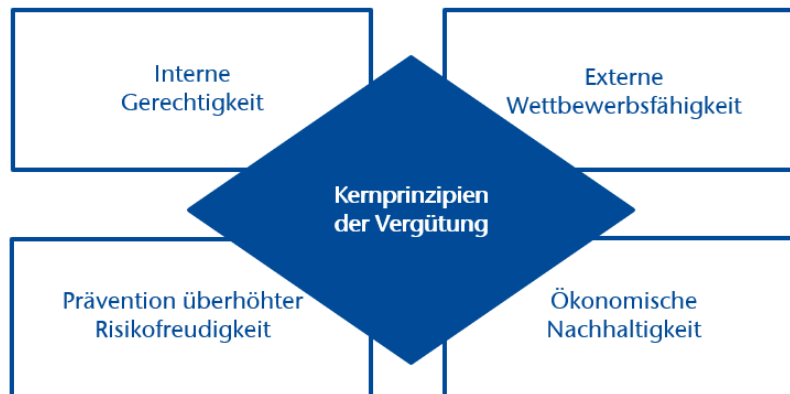 Interne
Gerechtigkeit
Externe
Wettbewerbsfähigkeit
Kernprinzipien
der Vergütung
Prävention überhöhter
Risikofreudigkeit
Ökonomische
Nachhaltigkeit